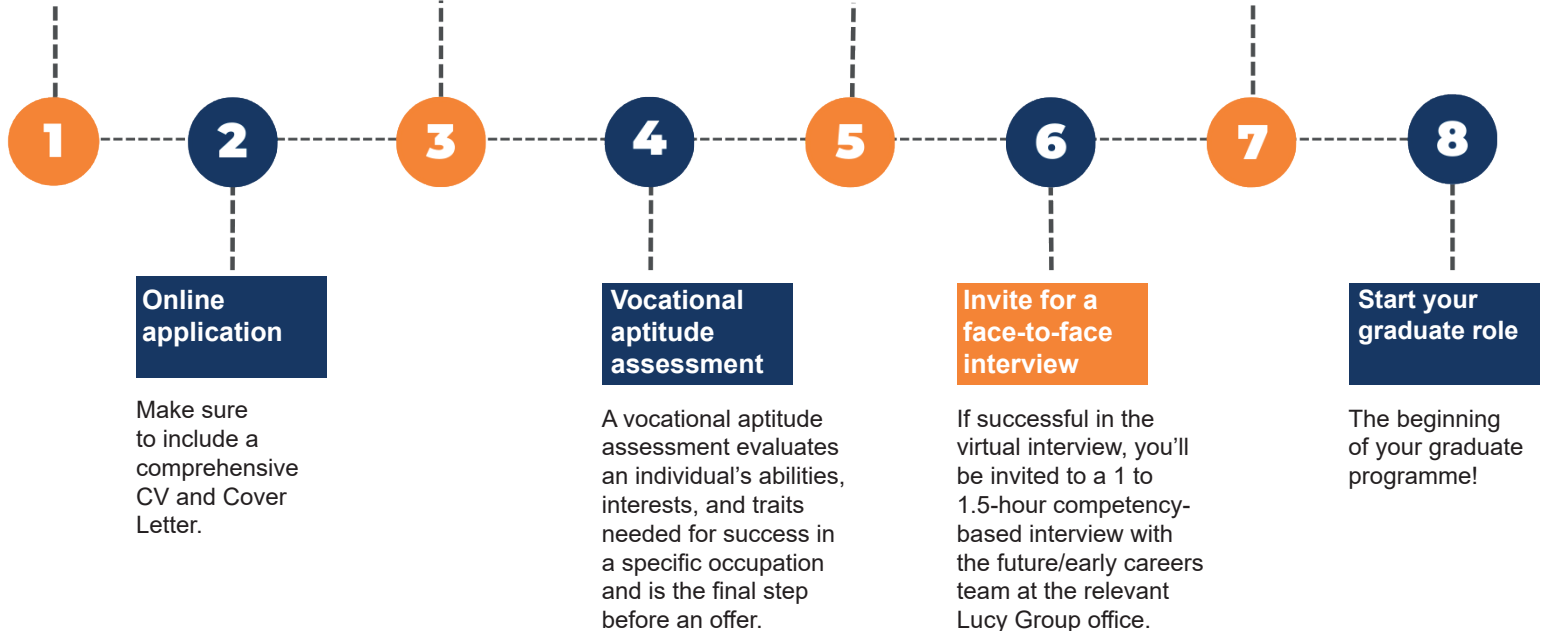 1
2
3
4
5
6
7
8
Online
application
Make sure
to include a
comprehensive
CV and Cover
Letter.
Vocational
aptitude
assessment
A vocational aptitude
assessment evaluates
an individual’s abilities,
interests, and traits
needed for success in
a specific occupation
and is the final step
before an offer.
Invite for a
face-to-face
interview
If successful in the
virtual interview, you’ll
be invited to a 1 to
1.5-hour competency-
based interview with
the future/early careers
team at the relevant
Lucy Group office.
Start your
graduate role
The beginning
of your graduate
programme!